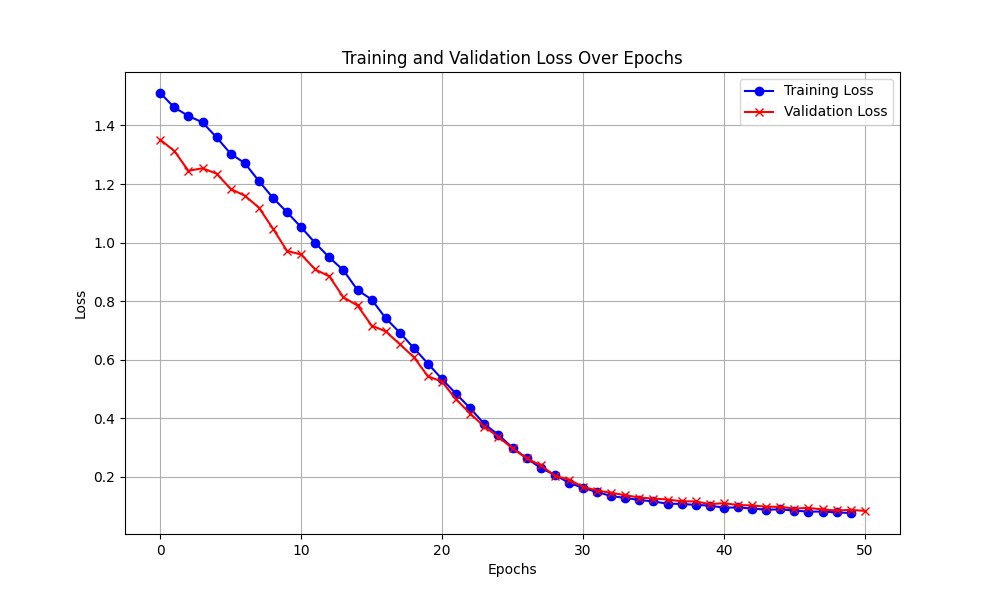 Training and Validation Loss Over Epochs
Training Loss
Validation Loss
Loss
1.4
1.2
1.0
0.8
0.6
0.4
0.2
0 10 20 30 40 50
Epochs